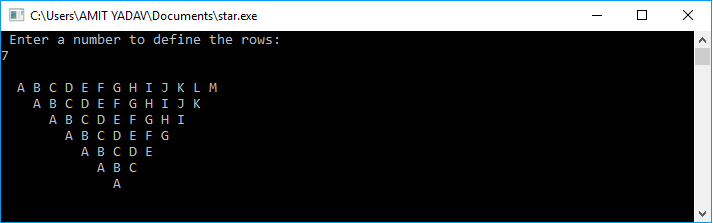 C:\Users\AMIT YADAV\Documents\star.exe
Enter a number to define the rows:
7
A B C D E F G H I J K L M
A B C D E F G H I J K
A B C D E F G H I
A B C D E F G
A B C D E
A B C
A